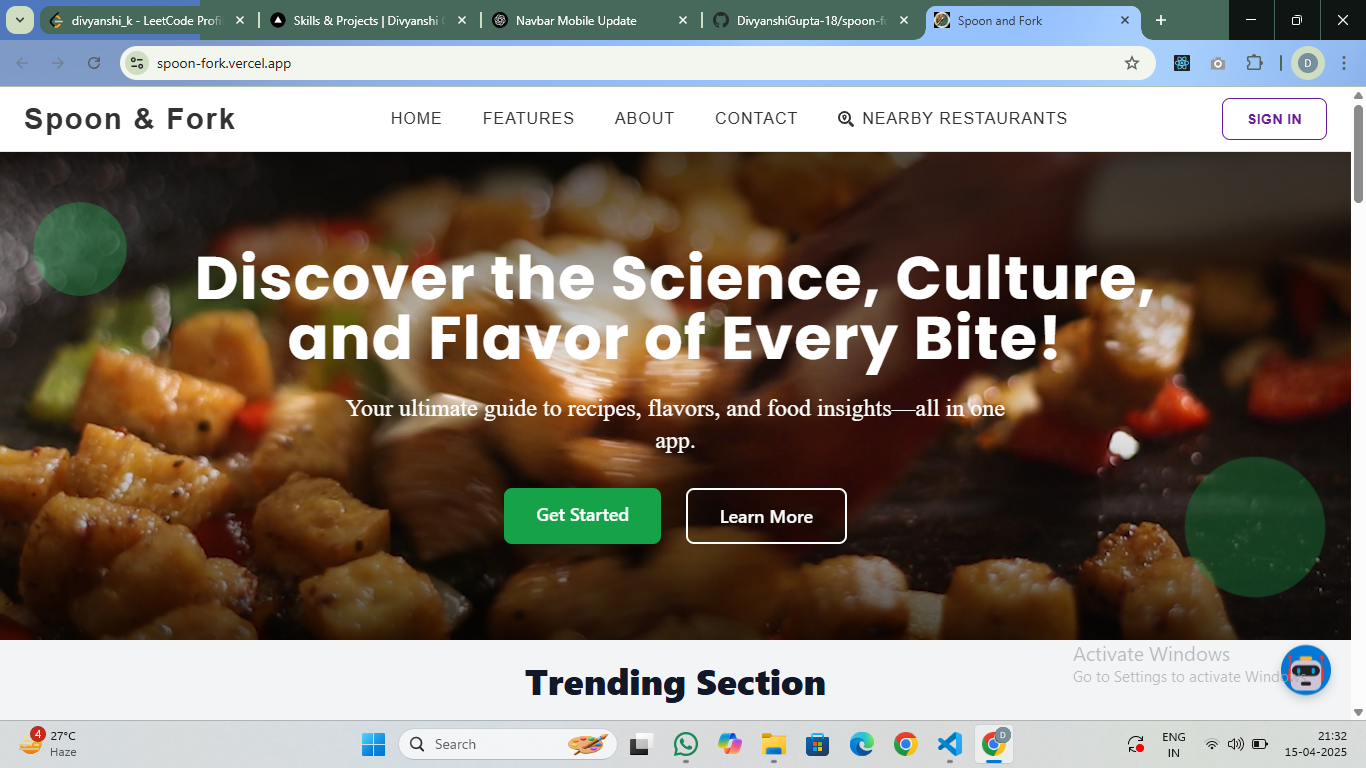 divyanshi_k - LeetCode Profi
Skills & Projects | Divyanshi G
Navbar Mobile Update
DivyanshiGupta-18/spoon-fo
Spoon and Fork
spoon-fork.vercel.app
D
Spoon & Fork
HOME
FEATURES
ABOUT
CONTACT
NEARBY RESTAURANTS
SIGN IN
Discover the Science, Culture,
and Flavor of Every Bite!
Your ultimate guide to recipes, flavors, and food insights—all in one
app.
Get Started
Learn More
Trending Section
Activate Windows
Go to Settings to activate Windows.
4
27°C
Haze
Search
D
ENG
IN
21:32
15-04-2025